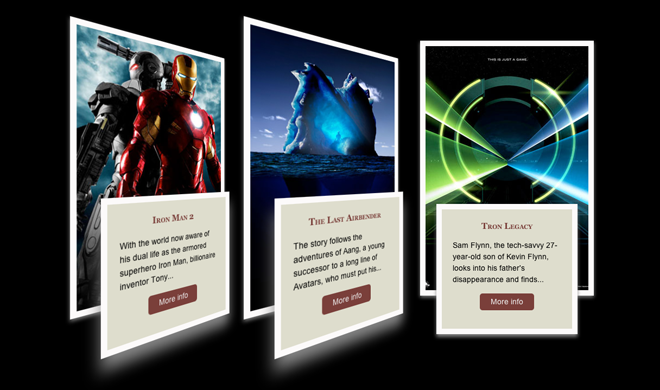 THIS IS JUST A GAME.
Iron Man 2
With the world now aware of
his dual life as the armored
superhero Iron Man, billionaire
inventor Tony...
More info
The Last Airbender
The story follows the
adventures of Aang, a young
successor to a long line of
Avatars, who must put his...
More info
Tron Legacy
Sam Flynn, the tech-savvy 27-
year-old son of Kevin Flynn,
looks into his father's
disappearance and finds...
More info